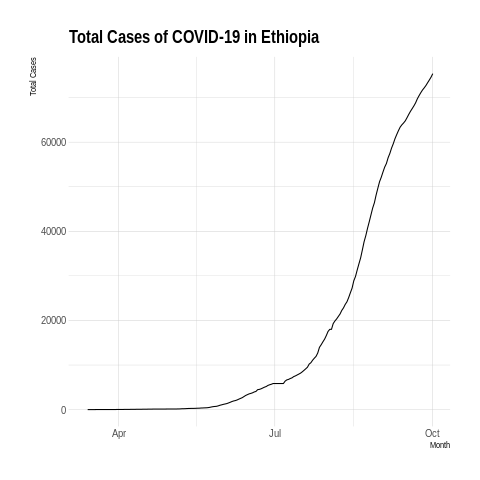 Total Cases of COVID-19 in Ethiopia
Total Cases
60000
40000
20000
0
Apr Jul Oct
Month